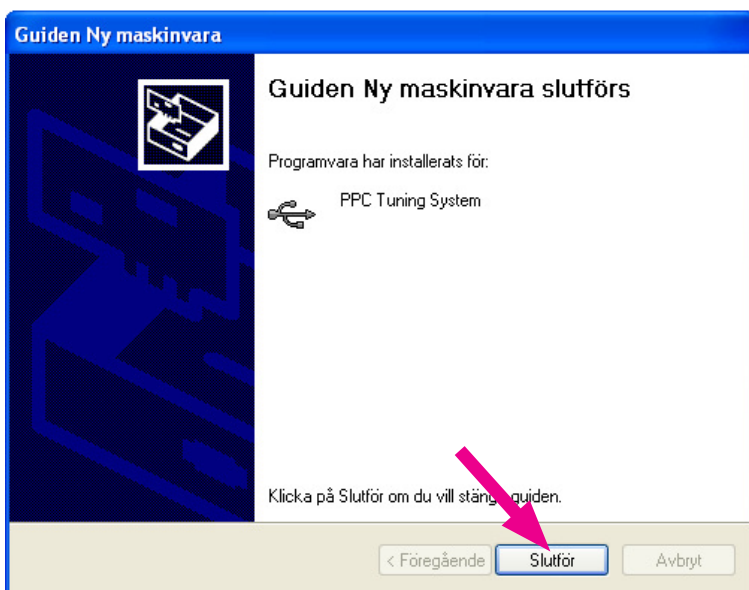 Guiden Ny maskinvara
Guiden Ny maskinvara slutförs
Programvara har installerats för:
PPC Tuning System
Klicka på Slutför om du vill stänga guiden.
< Föregående
Slutför
Avbryt